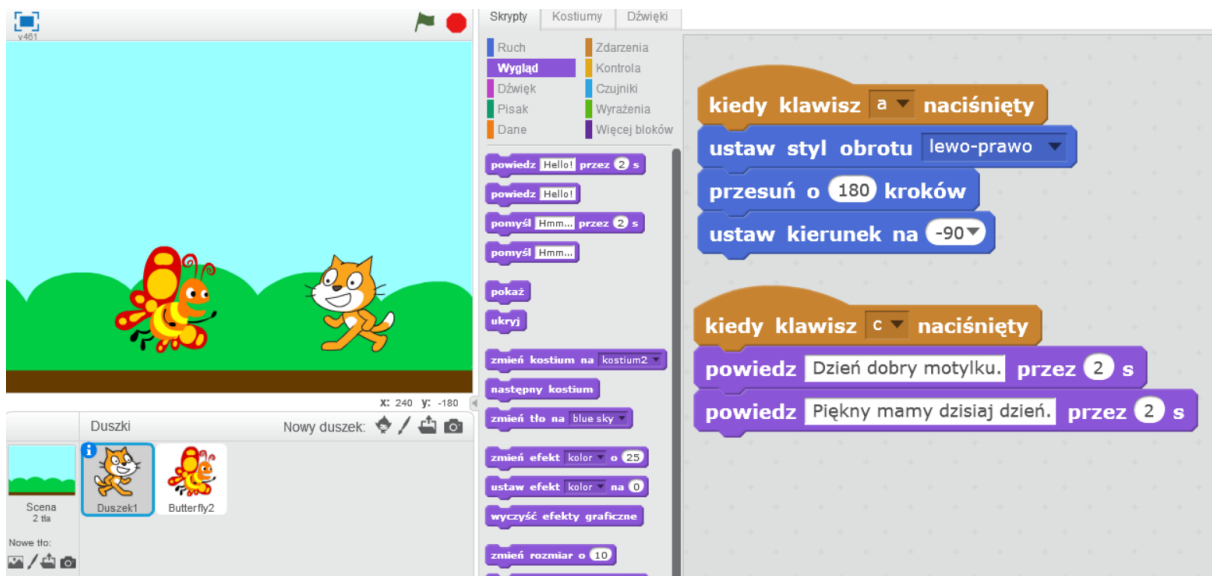 v461
Skrypty Kostiumy Dźwięki
Ruch Zdarzenia
Wygląd Kontrola
Dźwięk Czujniki
Pisak Wyrażenia
Dane Więcej bloków
powiedz Hello! przez 2 s
powiedz Hello!
pomyśl Hmm... przez 2 s
pomyśl Hmm...
pokaż
ukryj
zmień kostium na kostium2
następny kostium
zmień tło na blue sky
zmień efekt kolor o 25
ustaw efekt kolor na 0
wyczyść efekty graficzne
zmień rozmiar o 10
kiedy klawisz a naciśnięty
ustaw styl obrotu lewo-prawo
przesuń o 180 kroków
ustaw kierunek na -90
kiedy klawisz c naciśnięty
powiedz Dzień dobry motylku. przez 2 s
powiedz Piękny mamy dzisiaj dzień. przez 2 s
x: 240 y: -180
Duszki Nowy duszek:
Scena
2 tła
Nowe tło:
Duszek1 Butterfly2